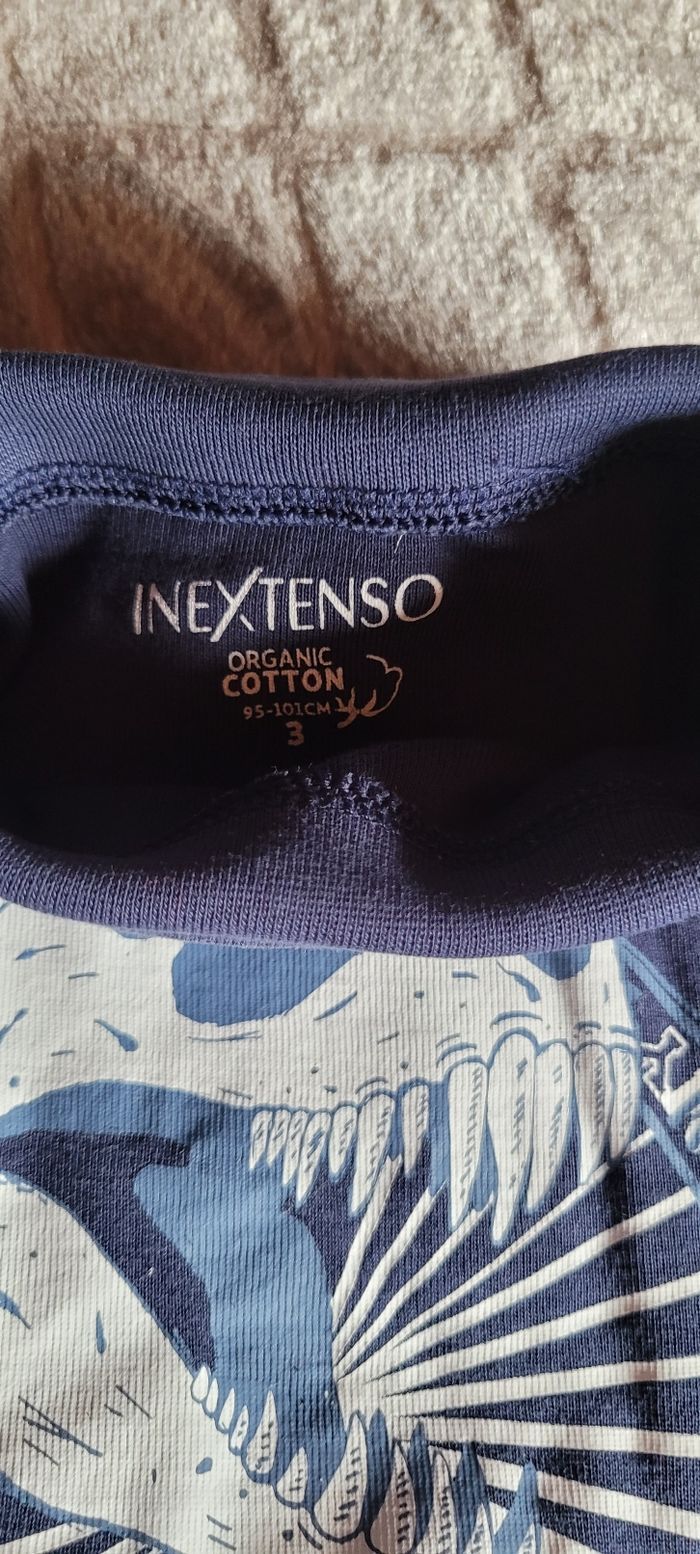 INEXTENSO
ORGANIC
COTTON
95-101CM
3